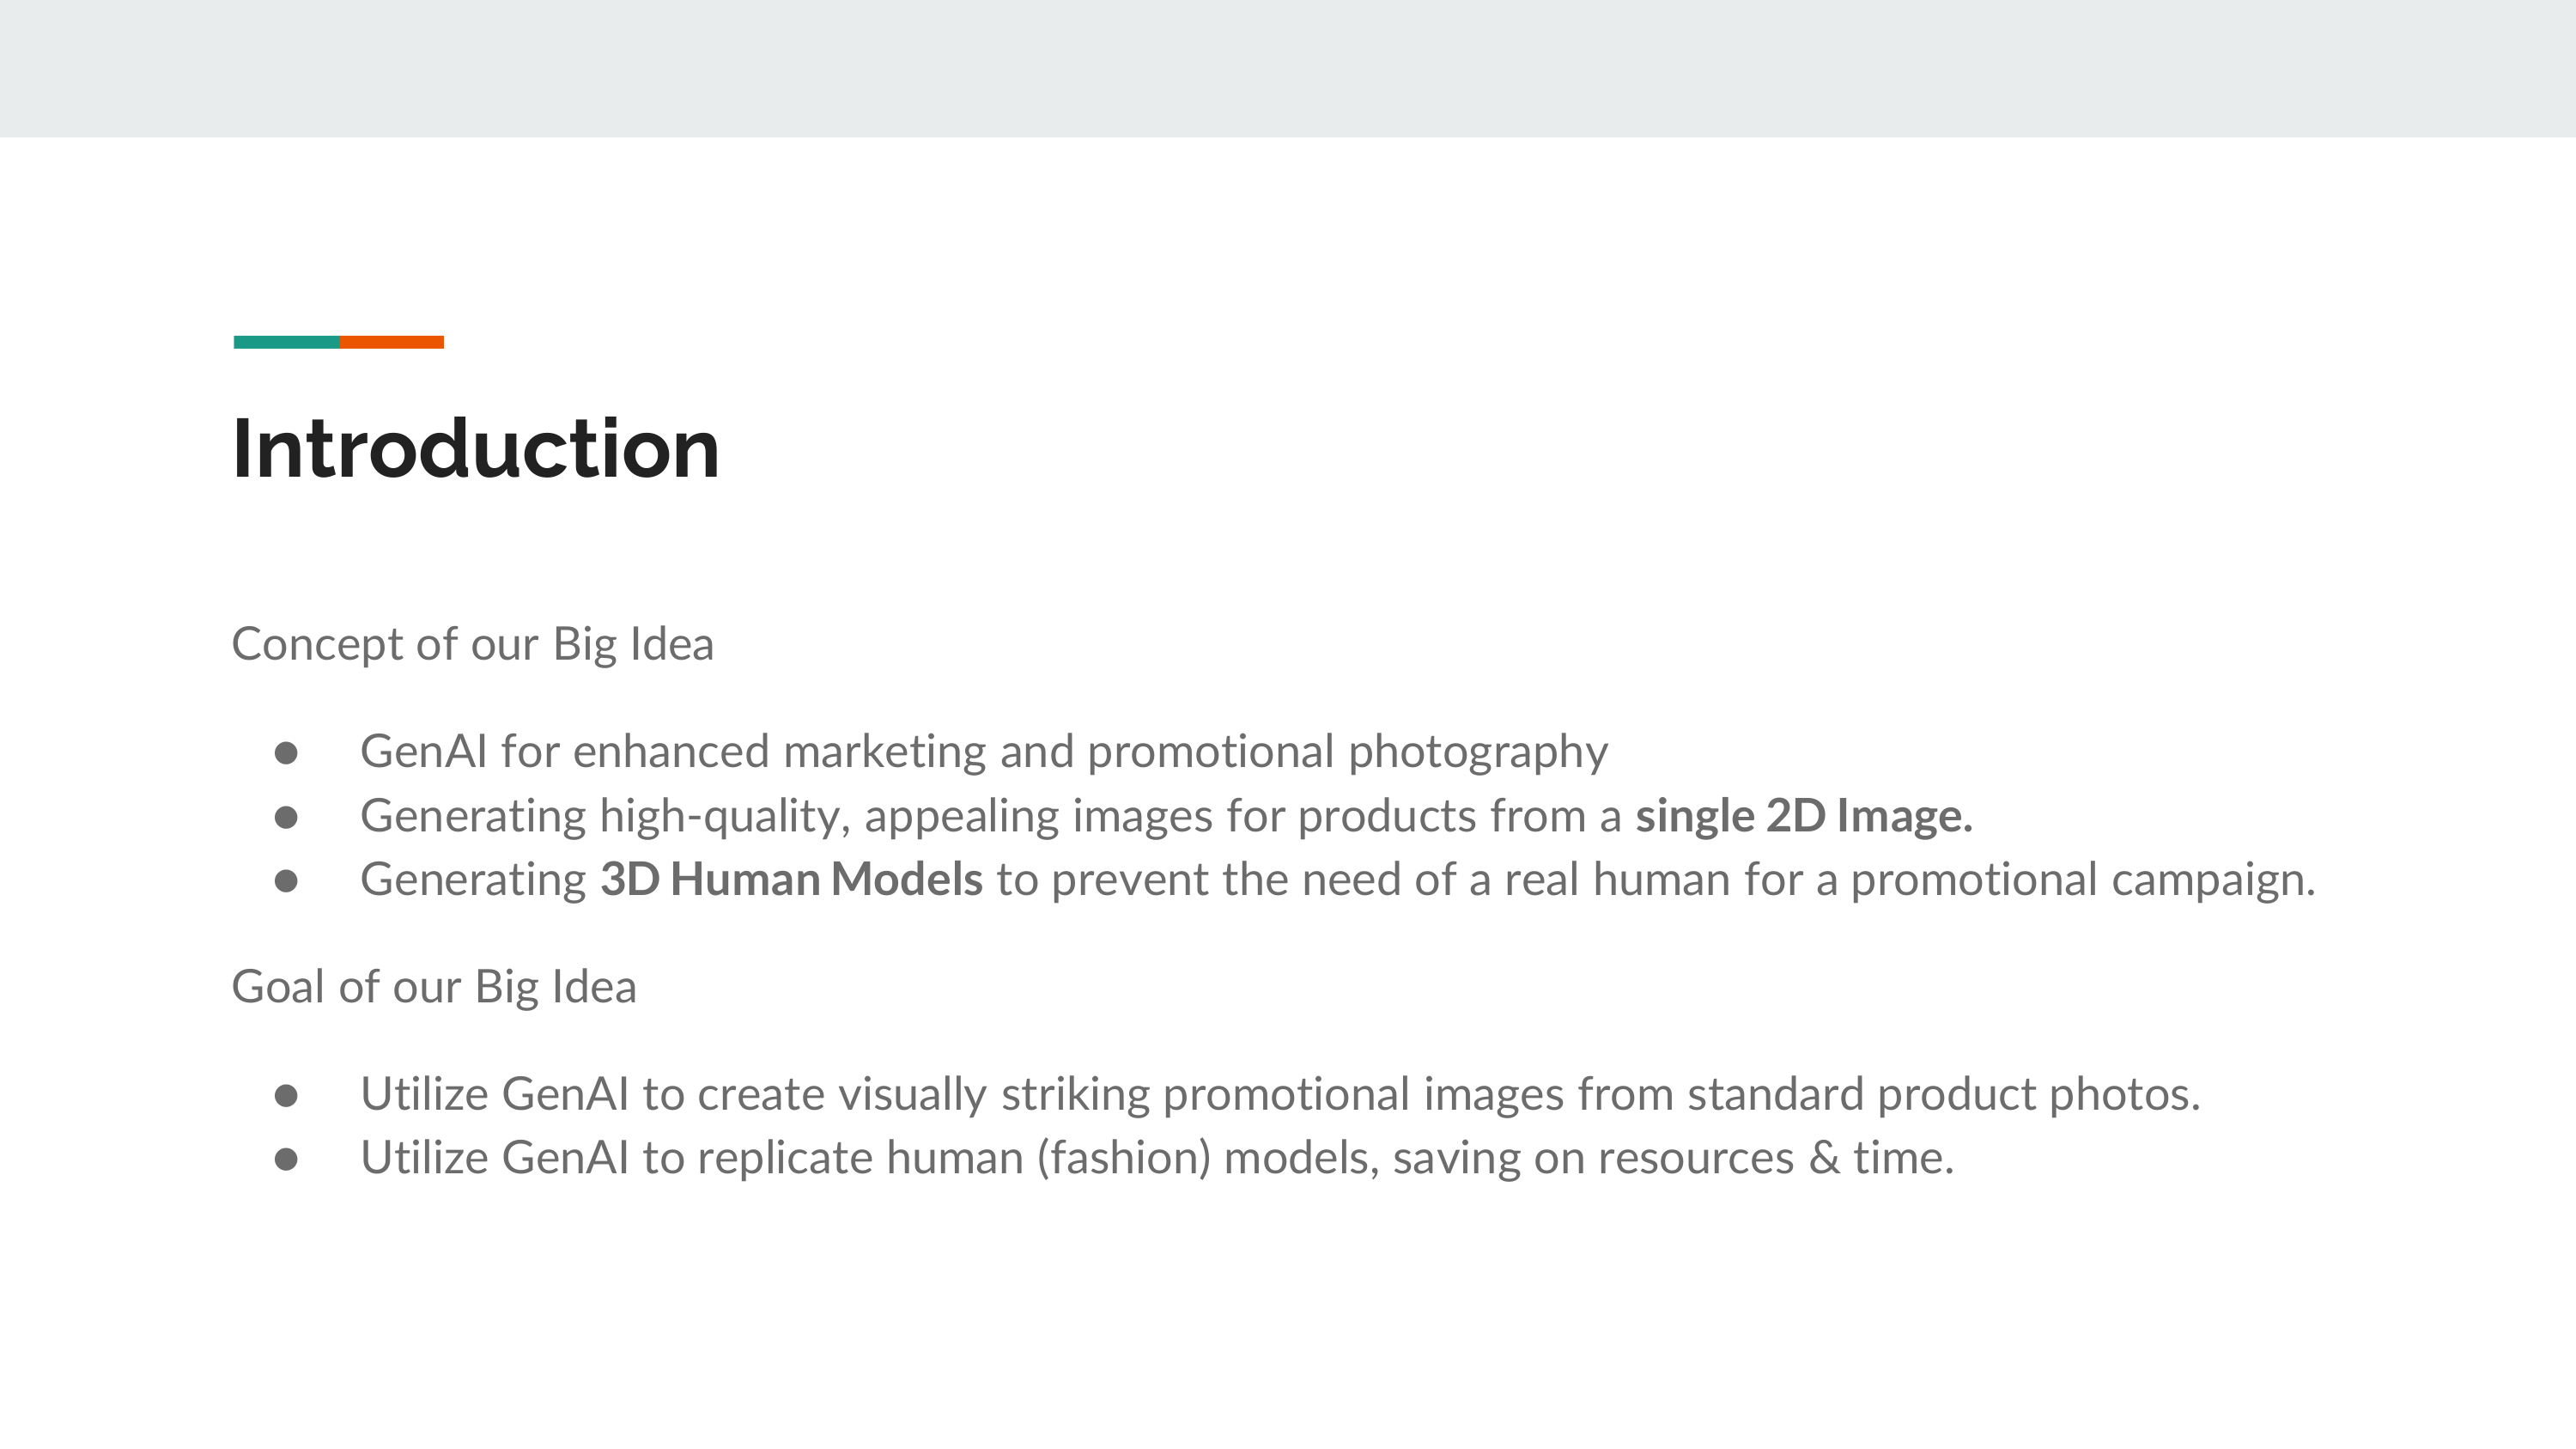 Introduction
Concept of our Big Idea
● GenAI for enhanced marketing and promotional photography
● Generating high-quality, appealing images for products from a single 2D Image.
● Generating 3D Human Models to prevent the need of a real human for a promotional campaign.
Goal of our Big Idea
● Utilize GenAI to create visually striking promotional images from standard product photos.
● Utilize GenAI to replicate human (fashion) models, saving on resources & time.